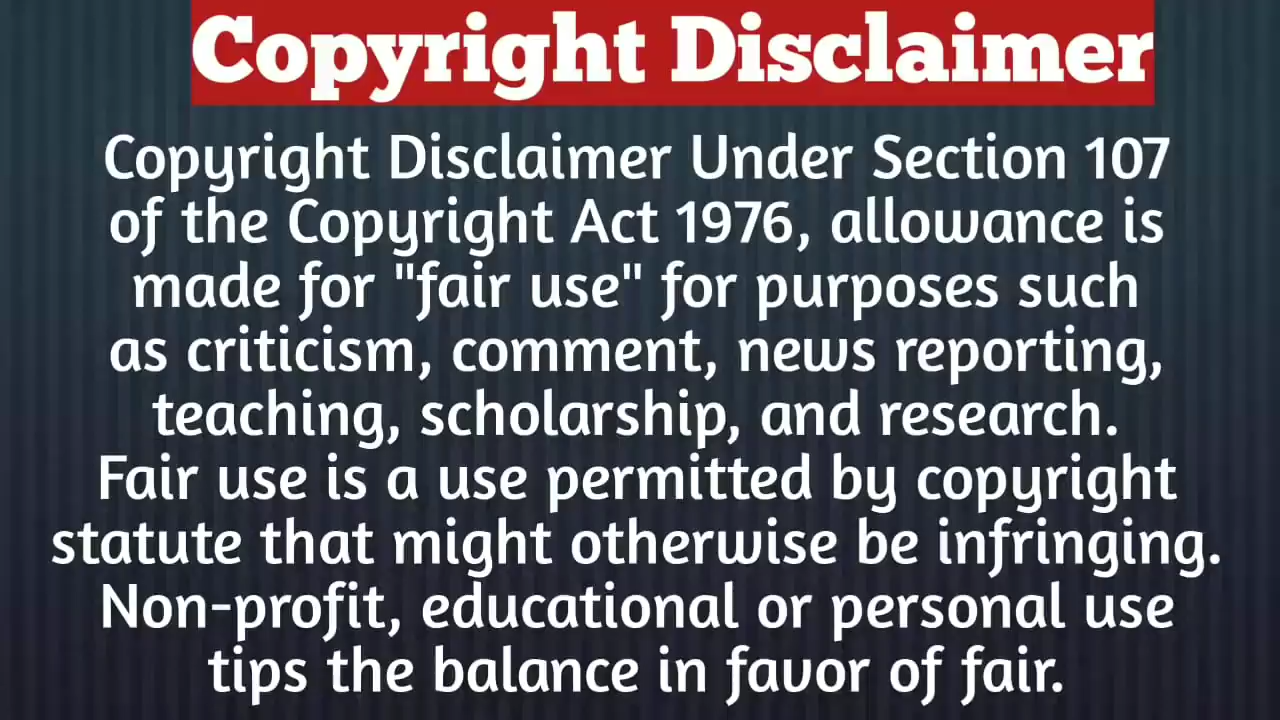 Copyright Disclaimer
Copyright Disclaimer Under Section 107
of the Copyright Act 1976, allowance is
made for "fair use" for purposes such
as criticism, comment, news reporting,
teaching, scholarship, and research.
Fair use is a use permitted by copyright
statute that might otherwise be infringing.
Non-profit, educational or personal use
tips the balance in favor of fair.